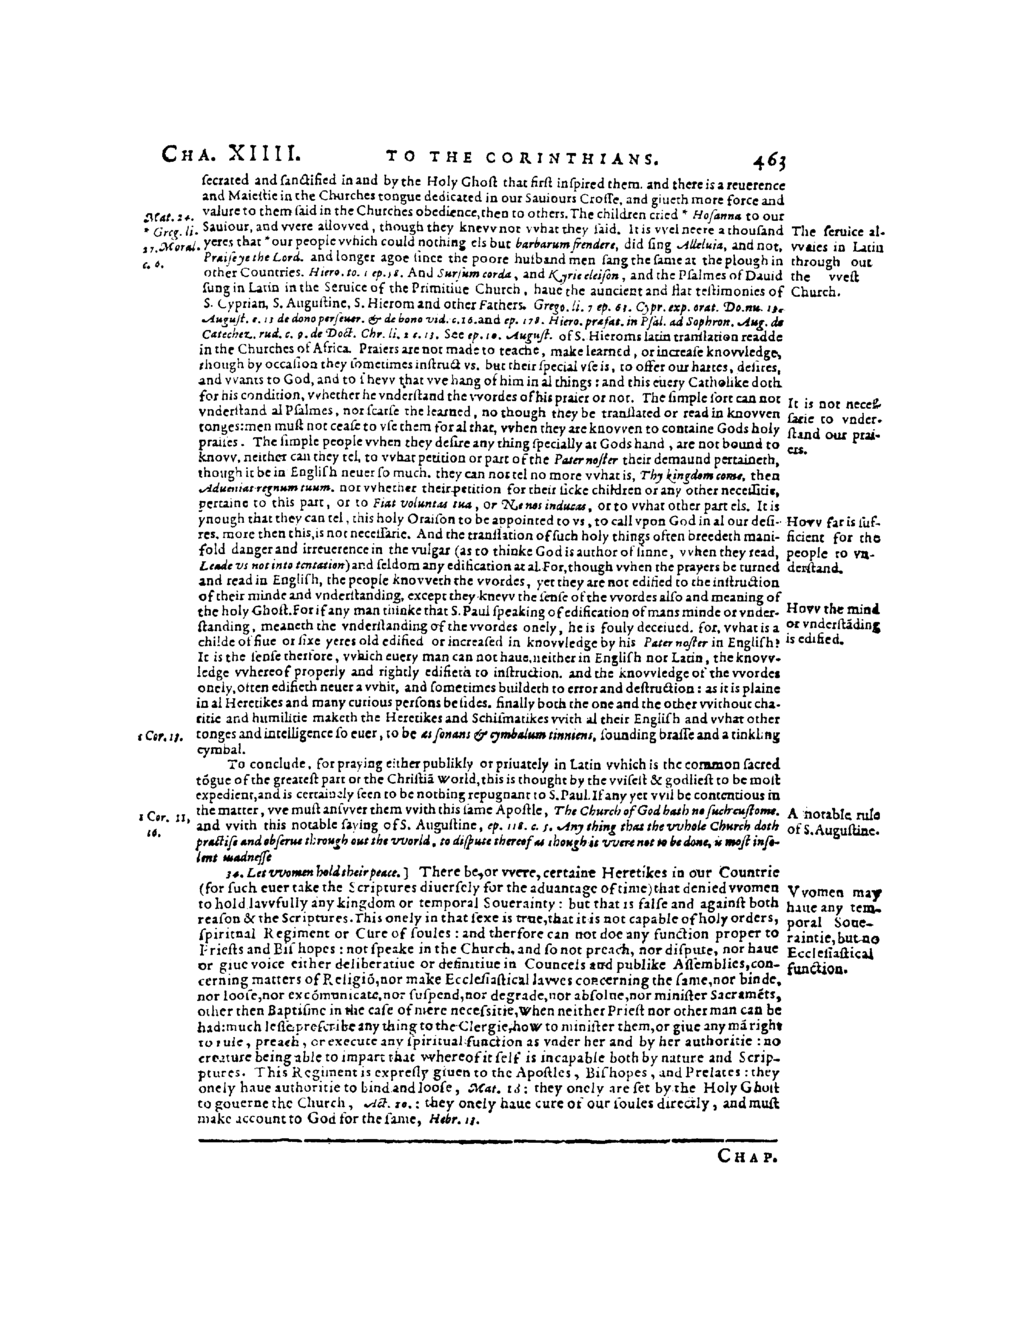 CHA. XIIII. TO THE CORINTHIANS. 463
ſecrated and ſanctified in and by the Holy Ghoſt that firſt inſpired them. and there is a reuerence
and Maieſtie in the Churches tongue dedicated in our Sauiours Croſſe, and giueth more force and
valure to them ſaid in the Churches obedience, then to others. The children cried * Hoſanna to our
Sauiour, and vvere allovved, though they knevv not vvhat they ſaid. It is vvel neere a thouſand
yeres that * our people vvhich could nothing els but barbarum frendere, did ſing Alleluia, and not,
Praiſe ye the Lord. and longer agoe ſince the poore husband men ſang the ſame at the plough in
other Countries. Hiero. to. 1 ep. 58. And Surſum corda, and Kyrie eleiſon, and the Pſalmes of Dauid
ſung in Latin in the Seruice of the Primitiue Church, haue the auncient and flat teſtimonies of
S. Cyprian, S. Auguſtine, S. Hierom and other Fathers. Grego. li. 7 ep. 63. Cypr. exp. orat. Do. nu. 13.
Auguſt. c. 13 de dono perſeuer. & de bono vid. c. 16. and ep. 178. Hiero. præfat. in Pſal. ad Sophron. Aug. de
Catechez. rud. c. 9. de Doct. Chr. li. 2 c. 13. See ep. 10. Auguſt. of S. Hieroms latin tranſlation readde
in the Churches of Africa. Praiers are not made to teache, make learned, or increaſe knovvledge,
though by occaſion they ſometimes inſtruct vs. but their ſpecial vſe is, to offer our hartes, deſires,
and vvants to God, and to ſhevv that vve hang of him in al things: and this euery Catholike doth
for his condition, vvhether he vnderſtand the vvordes of his praier or not. The ſimple ſort can not
vnderſtand al Pſalmes, nor ſcarſe the learned, no though they be tranſlated or read in knovven
tonges: men muſt not ceaſe to vſe them for al that, vvhen they are knovven to containe Gods holy
praiſes. The ſimple people vvhen they deſire any thing ſpecially at Gods hand, are not bound to
knovv, neither can they tel, to vvhat petition or part of the Pater noſter their demaund pertaineth,
though it be in Engliſh neuer ſo much. they can not tel no more vvhat is, Thy kingdom come, then
Adueniat regnum tuum. nor vvhether their petition for their ſicke children or any other neceſſitie,
pertaine to this part, or to Fiat voluntas tua, or Ne nos inducas, or to vvhat other part els. It is
ynough that they can tel, this holy Oraiſon to be appointed to vs, to call vpon God in al our deſi-
res. more then this, is not neceſſarie. And the tranſlation of ſuch holy things often breedeth mani-
fold danger and irreuerence in the vulgar (as to thinke God is author of ſinne, vvhen they read,
Leade vs not into tentation) and ſeldom any edification at al. For, though vvhen the prayers be turned
and read in Engliſh, the people knovveth the vvordes, yet they are not edified to the inſtruction
of their minde and vnderſtanding, except they knevv the ſenſe of the vvordes alſo and meaning of
the holy Ghoſt. For if any man thinke that S. Paul ſpeaking of edification of mans minde or vnder-
ſtanding, meaneth the vnderſtanding of the vvordes onely, he is fouly deceiued. for, vvhat is a
childe of fiue or ſixe yeres old edified or increaſed in knovvledge by his Pater noſter in Engliſh?
It is the ſenſe therfore, vvhich euery man can not haue, neither in Engliſh nor Latin, the knovv-
ledge vvhereof properly and rightly edifieth to inſtruction. and the knovvledge of the vvordes
onely, often edifieth neuer a vvhit, and ſometimes buildeth to error and deſtruction: as it is plaine
in al Heretikes and many curious perſons beſides. finally both the one and the other vvithout cha-
ritie and humilitie maketh the Heretikes and Schiſmatikes vvith al their Engliſh and vvhat other
tonges and intelligence ſo euer, to be æs ſonans & cymbalum tinniens, ſounding braſſe and a tinkling
cymbal.
To conclude, for praying either publikly or priuately in Latin vvhich is the common ſacred
tōgue of the greateſt part of the Chriſtiā world, this is thought by the vviſeſt & godlieſt to be moſt
expedient, and is certainly ſeen to be nothing repugnant to S. Paul. If any yet vvil be contentious in
the matter, vve muſt anſvver them vvith this ſame Apoſtle, The Church of God hath no ſuch cuſtome.
and vvith this notable ſaying of S. Auguſtine, ep. 118. c. 5. Any thing that the vvhole Church doth
practiſe and obſerue through out the vvorld, to diſpute thereof as though it vvere not to be done, is moſt inſo-
lent madneſſe
34. Let vvomen hold their peace.] There be, or vvere, certaine Heretikes in our Countrie
(for ſuch euer take the Scriptures diuerſely for the aduantage of time) that denied vvomen
to hold lavvfully any kingdom or temporal Souerainty: but that is falſe and againſt both
reaſon & the Scriptures. This onely in that ſexe is true, that it is not capable of holy orders,
ſpiritual Regiment or Cure of ſoules: and therfore can not doe any function proper to
Prieſts and Biſhopes: not ſpeake in the Church, and ſo not preach, nor diſpute, nor haue
or giue voice either deliberatiue or definitiue in Councels and publike Aſſemblies, con-
cerning matters of Religiō, nor make Eccleſiaſtical lavves concerning the ſame, nor binde,
nor looſe, nor excōmunicate, nor ſuſpend, nor degrade, nor abſolue, nor miniſter Sacramēts,
other then Baptiſme in the caſe of mere neceſsitie, when neither Prieſt nor other man can be
had: much leſſe preſcribe any thing to the Clergie, how to miniſter them, or giue any mā right
to rule, preach, or execute any ſpiritual function as vnder her and by her authoritie: no
creature being able to impart that vvhereof it ſelf is incapable both by nature and Scrip-
ptures. This Regiment is expreſly giuen to the Apoſtles, Biſhopes, and Prelates: they
onely haue authoritie to bind and looſe, Mat. 18: they onely are ſet by the Holy Ghoſt
to gouerne the Church, Act. 20.: they onely haue cure of our ſoules directly, and muſt
make account to God for the ſame, Hebr. 13.
CHAP.
Mat. 21.
* Greg. li.
27. Moral.
c. 6.
1 Cor. 13.
1 Cor. 11,
16.
The ſeruice al-
vvaies in Latin
through out
the vveſt
Church.
It is not neceſ-
ſarie to vnder-
ſtand our prai-
ers.
Hovv far is ſuf-
ficient for the
people to vn-
derſtand.
Hovv the mind
or vnderſtāding
is edified.
A notable rule
of S. Auguſtine.
VVomen may
haue any tem-
poral Soue-
raintie, but no
Eccleſiaſtical
function.